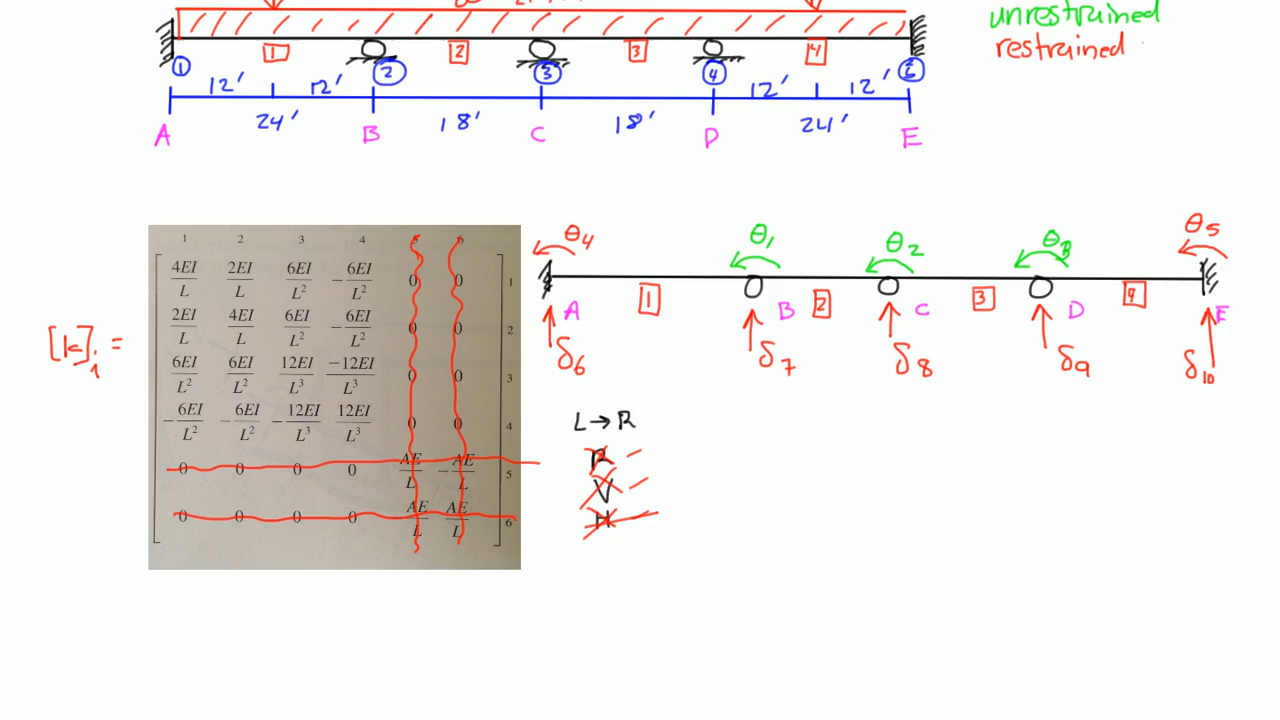 unrestrained
restrained
1 2 3 4
① ② ③ ④
12' 12' 12' 12'
24' 18' 18' 24'
A B C D E
θ4 θ1 θ2 θ3 θ5
A 1 B 2 C 3 D 4 E
δ6 δ7 δ8 δ9 δ10
[k]i =
1 2 3 4 5 6
4EI/L 2EI/L 6EI/L² -6EI/L² 0 0 1
2EI/L 4EI/L 6EI/L² -6EI/L² 0 0 2
6EI/L² 6EI/L² 12EI/L³ -12EI/L³ 0 0 3
-6EI/L² -6EI/L² -12EI/L³ 12EI/L³ 0 0 4
0 0 0 0 AE/L -AE/L 5
0 0 0 0 AE/L AE/L 6
L → R
R -
V -
H